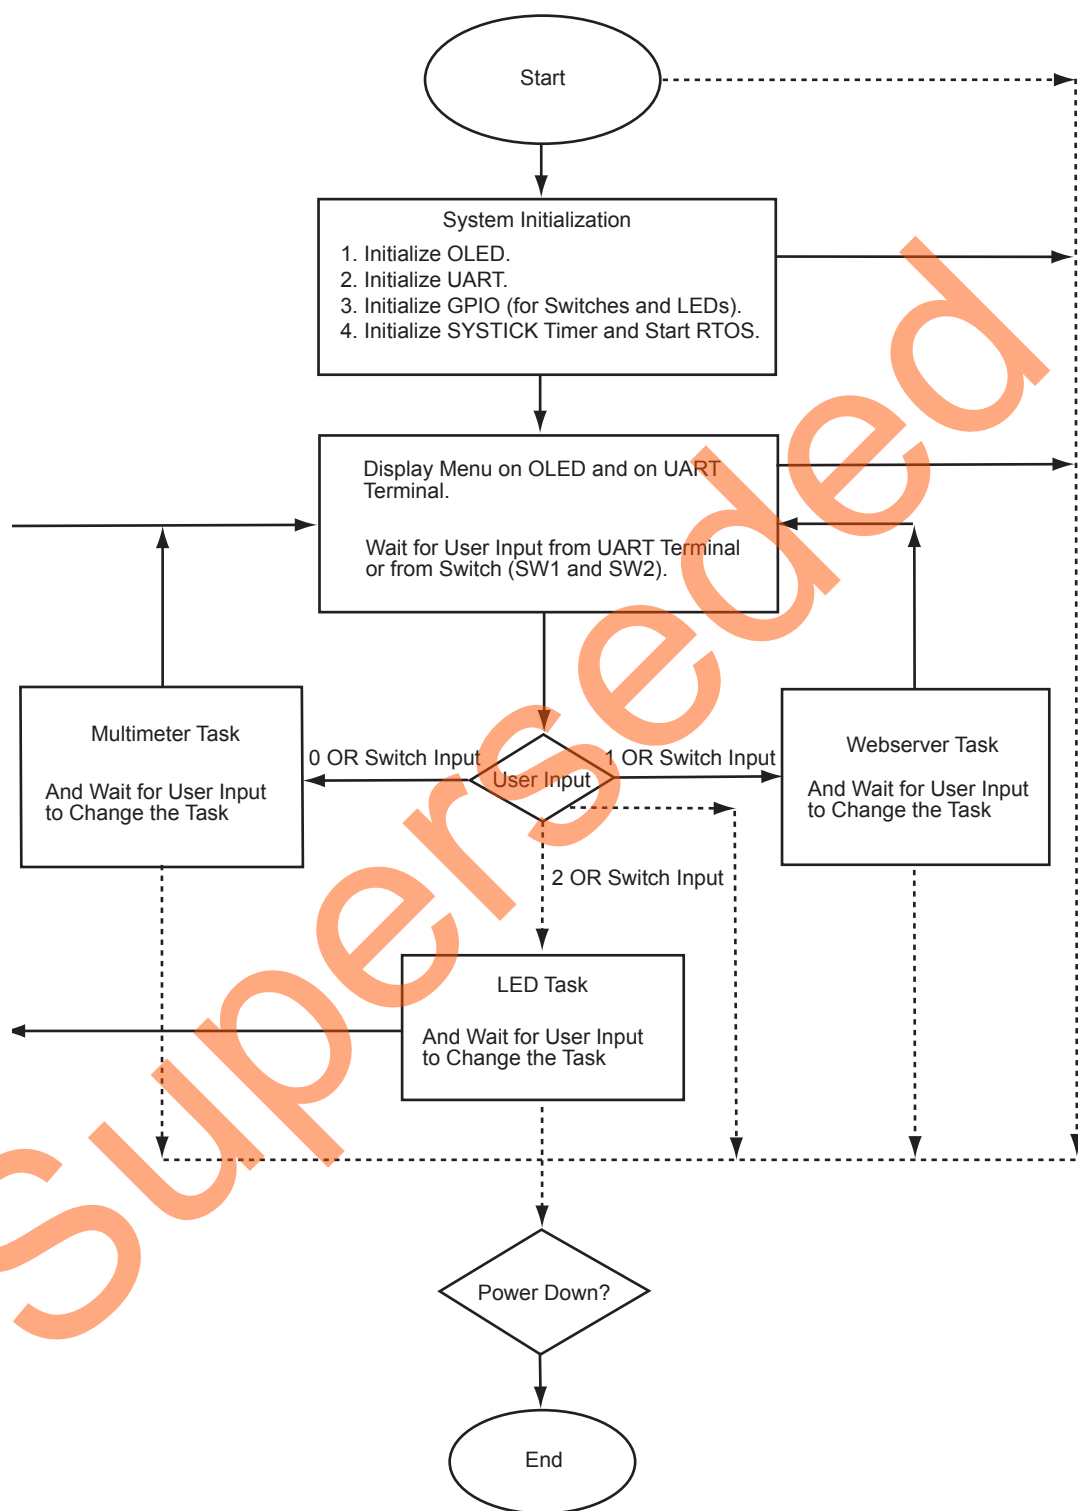 Start
System Initialization
1. Initialize OLED.
2. Initialize UART.
3. Initialize GPIO (for Switches and LEDs).
4. Initialize SYSTICK Timer and Start RTOS.
Display Menu on OLED and on UART
Terminal.
Wait for User Input from UART Terminal
or from Switch (SW1 and SW2).
Multimeter Task
And Wait for User Input
to Change the Task
0 OR Switch Input
User Input
1 OR Switch Input
Webserver Task
And Wait for User Input
to Change the Task
2 OR Switch Input
LED Task
And Wait for User Input
to Change the Task
Power Down?
End
Superseded